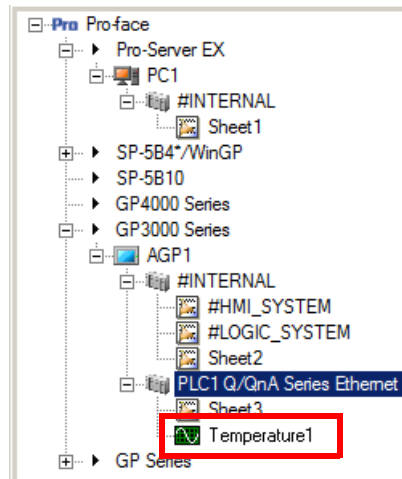 Pro Pro-face
Pro-Server EX
PC1
#INTERNAL
Sheet1
SP-5B4*/WinGP
SP-5B10
GP4000 Series
GP3000 Series
AGP1
#INTERNAL
#HMI_SYSTEM
#LOGIC_SYSTEM
Sheet2
PLC1 Q/QnA Series Ethernet
Sheet3
Temperature1
GP Series